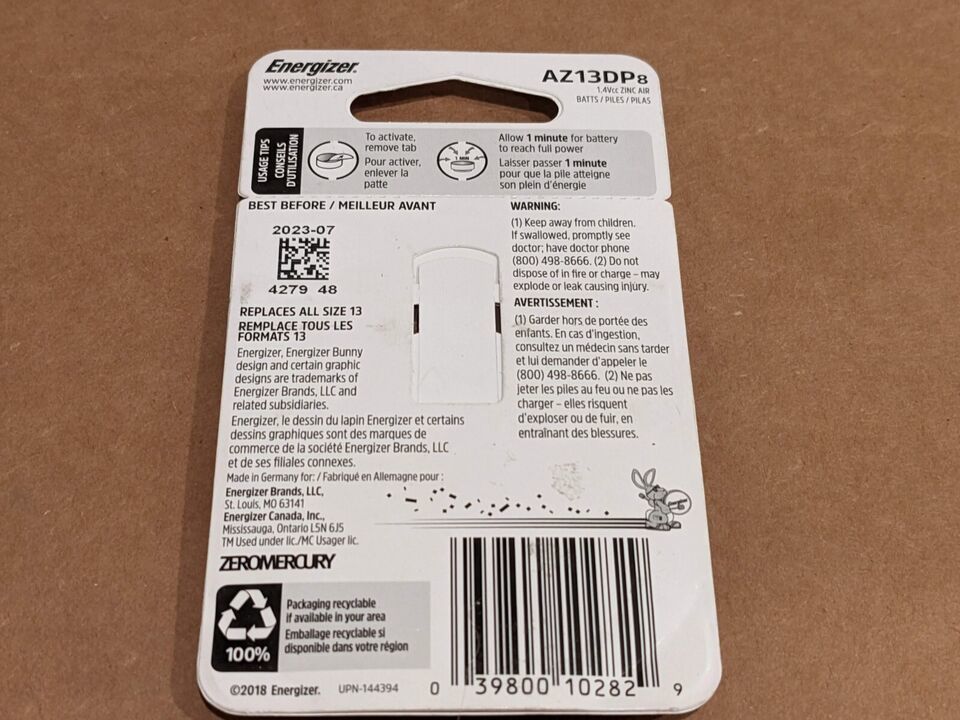 Energizer.
www.energizer.com
www.energizer.ca
AZ13DP8
1.4Vcc ZINC AIR
BATTS / PILES / PILAS
USAGE TIPS
CONSEILS
D'UTILISATION
To activate,
remove tab
Pour activer,
enlever la
patte
1 MIN
Allow 1 minute for battery
to reach full power
Laisser passer 1 minute
pour que la pile atteigne
son plein d'énergie
BEST BEFORE / MEILLEUR AVANT
2023-07
4279 48
REPLACES ALL SIZE 13
REMPLACE TOUS LES
FORMATS 13
Energizer, Energizer Bunny
design and certain graphic
designs are trademarks of
Energizer Brands, LLC and
related subsidiaries.
Energizer, le dessin du lapin Energizer et certains
dessins graphiques sont des marques de
commerce de la société Energizer Brands, LLC
et de ses filiales connexes.
Made in Germany for: / Fabriqué en Allemagne pour :
Energizer Brands, LLC,
St. Louis, MO 63141
Energizer Canada, Inc.,
Mississauga, Ontario L5N 6J5
TM Used under lic./MC Usager lic.
ZEROMERCURY
WARNING:
(1) Keep away from children.
If swallowed, promptly see
doctor; have doctor phone
(800) 498-8666. (2) Do not
dispose of in fire or charge – may
explode or leak causing injury.
AVERTISSEMENT :
(1) Garder hors de portée des
enfants. En cas d'ingestion,
consultez un médecin sans tarder
et lui demander d'appeler le
(800) 498-8666. (2) Ne pas
jeter les piles au feu ou ne pas les
charger – elles risquent
d'exploser ou de fuir, en
entraînant des blessures.
100%
Packaging recyclable
if available in your area
Emballage recyclable si
disponible dans votre région
©2018 Energizer.
UPN-144394
0 39800 10282 9